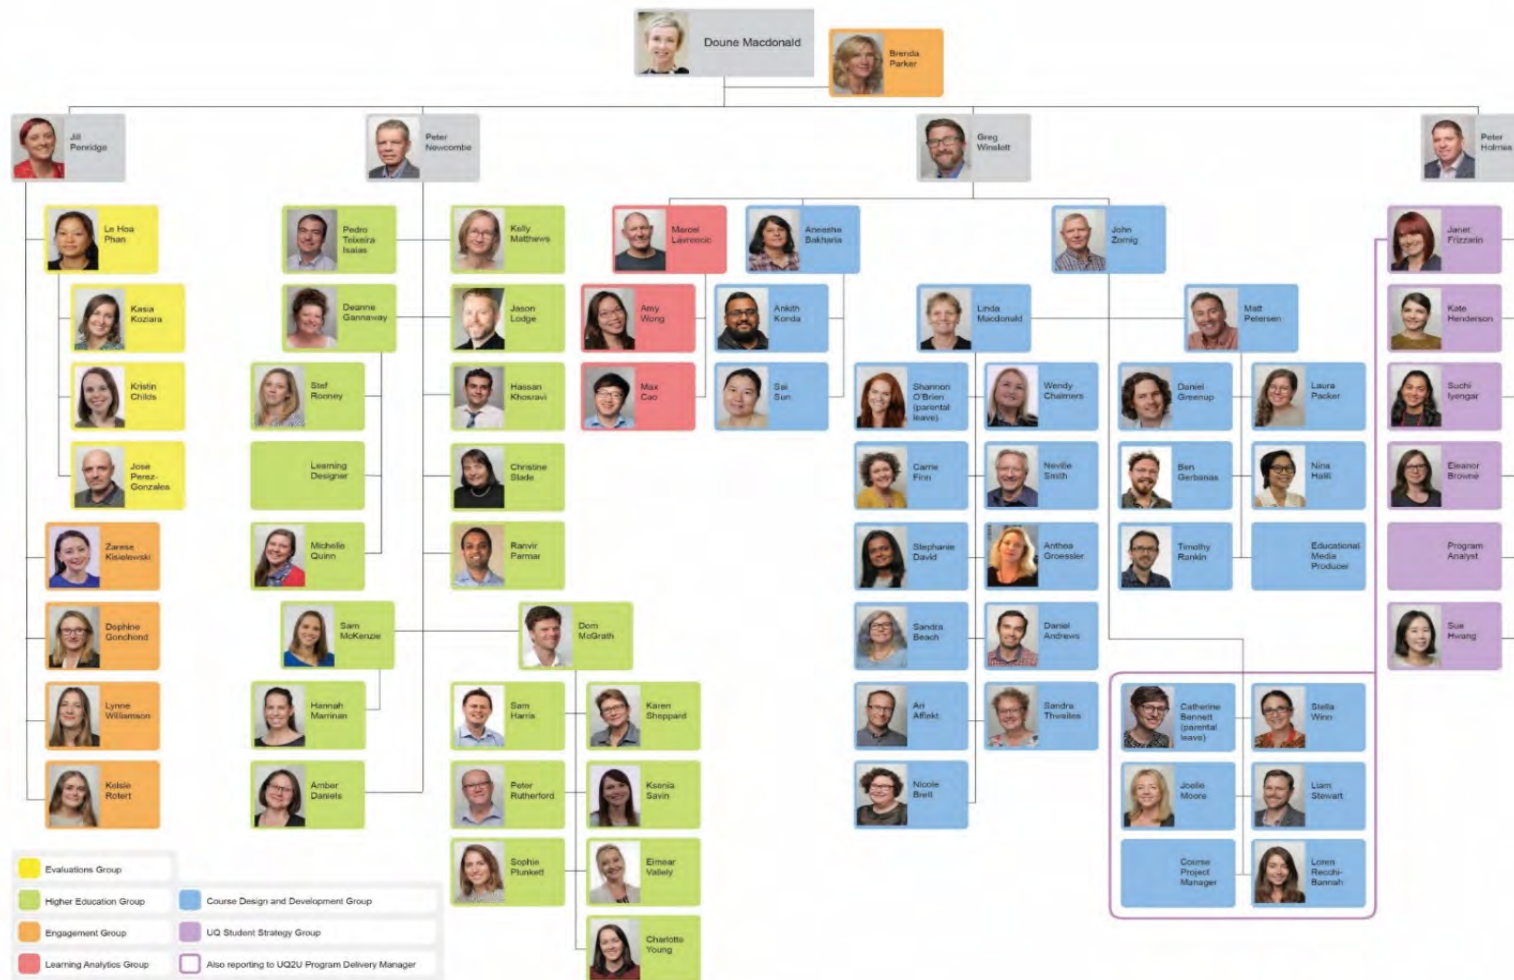 Doune Macdonald
Brenda
Parker
Jill
Penridge
Peter
Newcombe
Greg
Winslett
Peter
Holmes
Le Hoa
Phan
Pedro
Teixeira
Isaias
Kelly
Matthews
Marcel
Lavrencic
Aneesha
Bakharia
John
Zornig
Janet
Frizzarin
Kasia
Koziara
Deanne
Gannaway
Jason
Lodge
Amy
Wong
Ankith
Konda
Linda
Macdonald
Matt
Petersen
Kate
Henderson
Kristin
Childs
Stef
Rooney
Hassan
Khosravi
Max
Cao
Sai
Sun
Shannon
O'Brien
(parental
leave)
Wendy
Chalmers
Daniel
Greenup
Laura
Packer
Suchi
Iyengar
Jose
Perez-
Gonzales
Learning
Designer
Christine
Slade
Carrie
Finn
Neville
Smith
Ben
Gerbanas
Nina
Halili
Eleanor
Browne
Zarese
Kisielewski
Michelle
Quinn
Ranvir
Parmar
Stephanie
David
Anthea
Groessler
Timothy
Rankin
Educational
Media
Producer
Program
Analyst
Dephine
Gonchond
Sam
McKenzie
Dom
McGrath
Sandra
Beach
Daniel
Andrews
Sue
Hwang
Lynne
Williamson
Hannah
Marrinan
Sam
Harris
Karen
Sheppard
Ari
Afflekt
Sandra
Thwaites
Catherine
Bennett
(parental
leave)
Stella
Winn
Kelsie
Rofert
Amber
Daniels
Peter
Rutherford
Ksenia
Savin
Nicole
Brell
Joelle
Moore
Liam
Stewart
Sophie
Plunkett
Eimear
Vallely
Course
Project
Manager
Loren
Recchi-
Bannah
Charlotte
Young
Evaluations Group
Higher Education Group
Course Design and Development Group
Engagement Group
UQ Student Strategy Group
Learning Analytics Group
Also reporting to UQ2U Program Delivery Manager